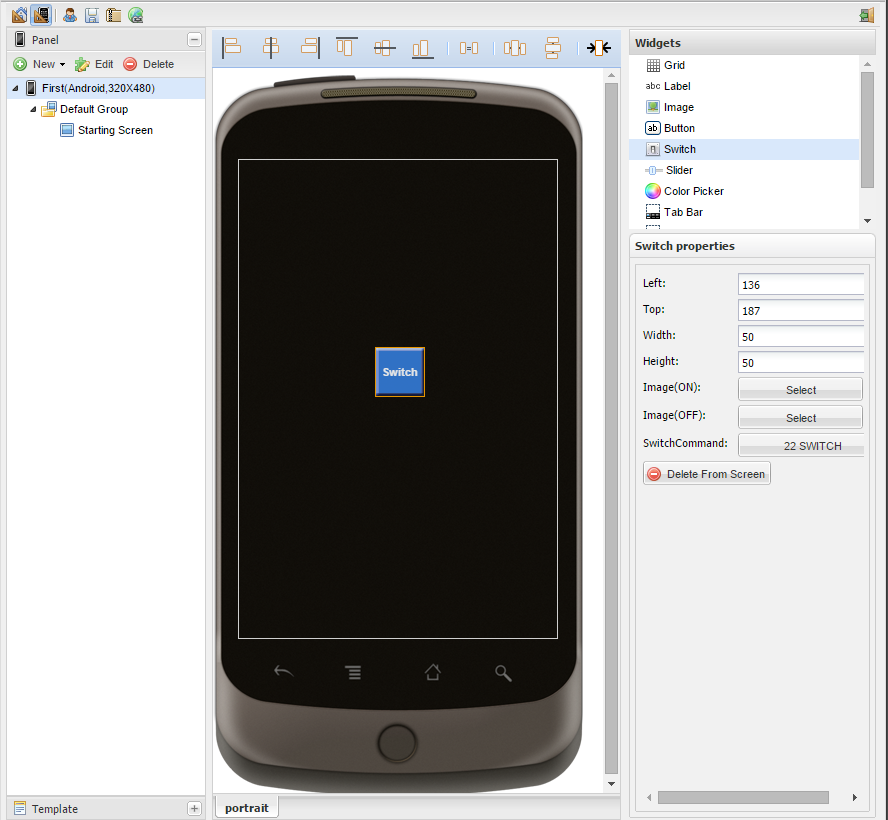 Panel
New
Edit
Delete
First(Android,320X480)
Default Group
Starting Screen
Template
Switch
portrait
Widgets
Grid
abc Label
Image
ab Button
Switch
Slider
Color Picker
Tab Bar
Switch properties
Left: 136
Top: 187
Width: 50
Height: 50
Image(ON): Select
Image(OFF): Select
SwitchCommand: 22 SWITCH
Delete From Screen